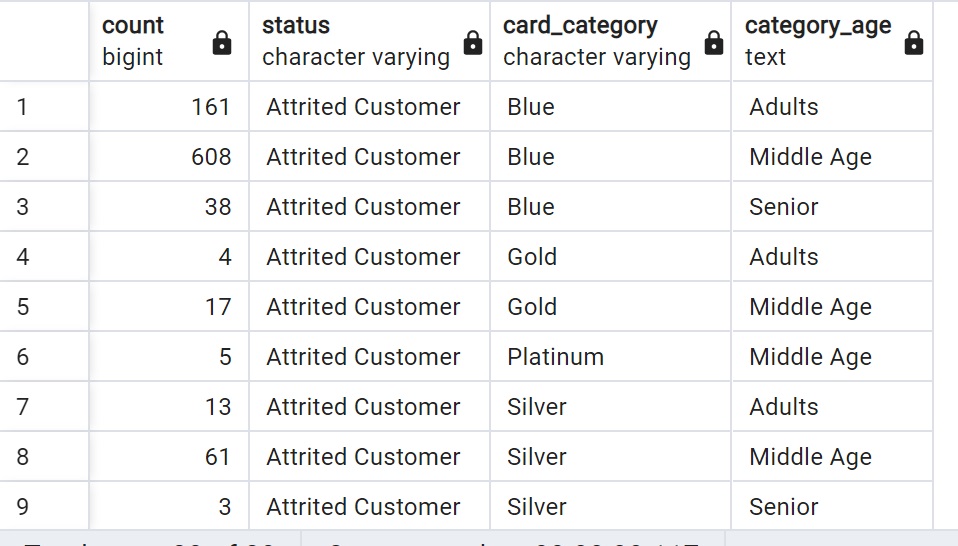 count status card_category category_age
bigint character varying character varying text
1 161 Attrited Customer Blue Adults
2 608 Attrited Customer Blue Middle Age
3 38 Attrited Customer Blue Senior
4 4 Attrited Customer Gold Adults
5 17 Attrited Customer Gold Middle Age
6 5 Attrited Customer Platinum Middle Age
7 13 Attrited Customer Silver Adults
8 61 Attrited Customer Silver Middle Age
9 3 Attrited Customer Silver Senior